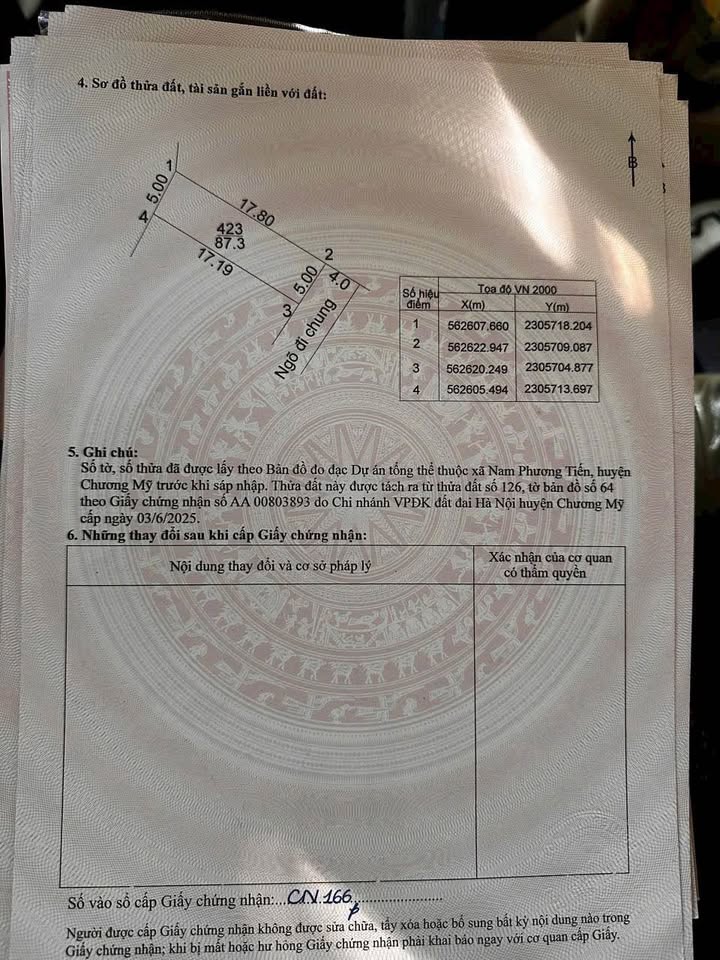 4. Sơ đồ thửa đất, tài sản gắn liền với đất:
B
1
5.00
17.80
4
423
87.3
17.19
2
5.00
4.0
3
Ngõ đi chung
Số hiệu điểm Tọa độ VN 2000
X(m) Y(m)
1 562607.660 2305718.204
2 562622.947 2305709.087
3 562620.249 2305704.877
4 562605.494 2305713.697
5. Ghi chú:
Số tờ, số thửa đã được lấy theo Bản đồ đo đạc Dự án tổng thể thuộc xã Nam Phương Tiến, huyện
Chương Mỹ trước khi sáp nhập. Thửa đất này được tách ra từ thửa đất số 126, tờ bản đồ số 64
theo Giấy chứng nhận số AA 00803893 do Chi nhánh VPĐK đất đai Hà Nội huyện Chương Mỹ
cấp ngày 03/6/2025.
6. Những thay đổi sau khi cấp Giấy chứng nhận:
Nội dung thay đổi và cơ sở pháp lý
Xác nhận của cơ quan
có thẩm quyền
Số vào sổ cấp Giấy chứng nhận:...CN.166......................
Người được cấp Giấy chứng nhận không được sửa chữa, tẩy xóa hoặc bổ sung bất kỳ nội dung nào trong
Giấy chứng nhận; khi bị mất hoặc hư hỏng Giấy chứng nhận phải khai báo ngay với cơ quan cấp Giấy.